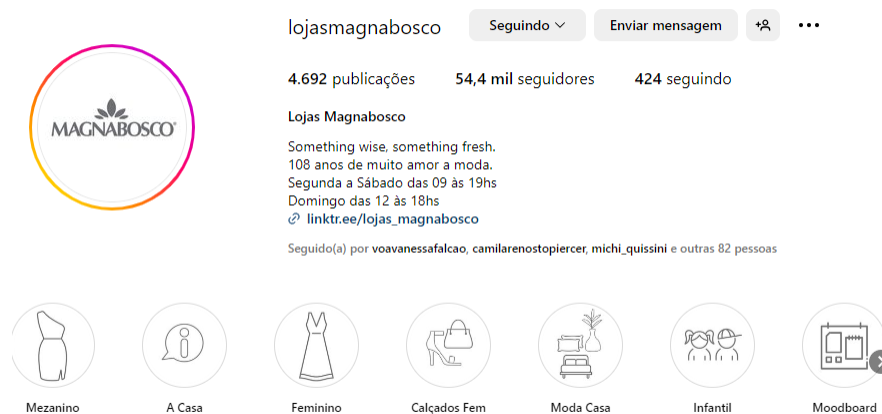 lojasmagnabosco Seguindo Enviar mensagem
4.692 publicações 54,4 mil seguidores 424 seguindo
MAGNABOSCO®
Lojas Magnabosco
Something wise, something fresh.
108 anos de muito amor a moda.
Segunda a Sábado das 09 às 19hs
Domingo das 12 às 18hs
linktr.ee/lojas_magnabosco
Seguido(a) por voavanessafalcao, camilarenostopiercer, michi_quissini e outras 82 pessoas
Mezanino A Casa Feminino Calçados Fem Moda Casa Infantil Moodboard